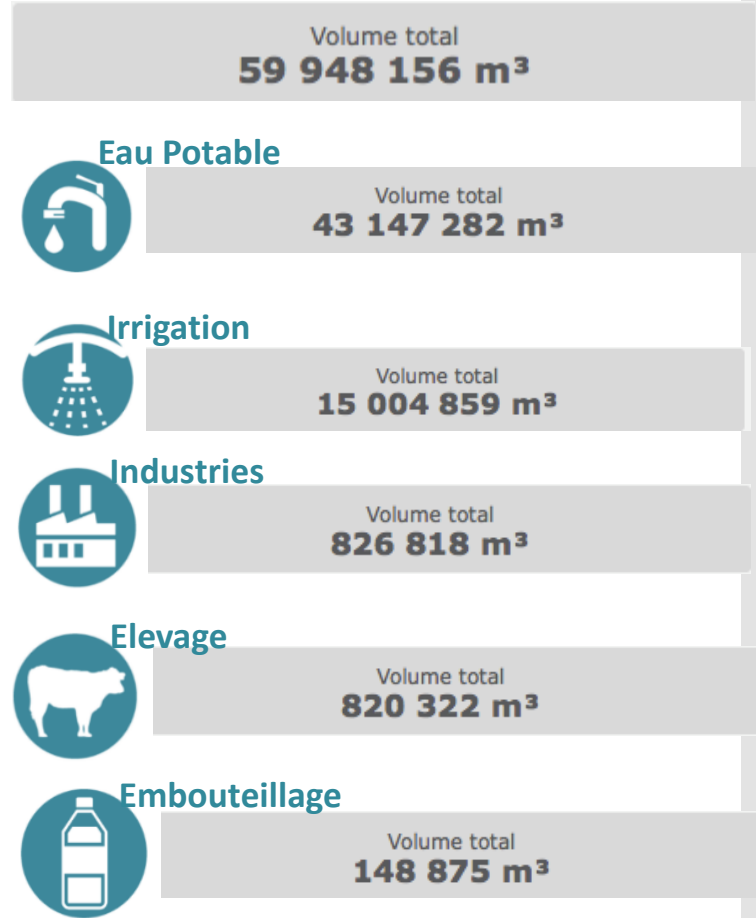 Volume total
59 948 156 m³
Eau Potable
Volume total
43 147 282 m³
Irrigation
Volume total
15 004 859 m³
Industries
Volume total
826 818 m³
Elevage
Volume total
820 322 m³
Embouteillage
Volume total
148 875 m³